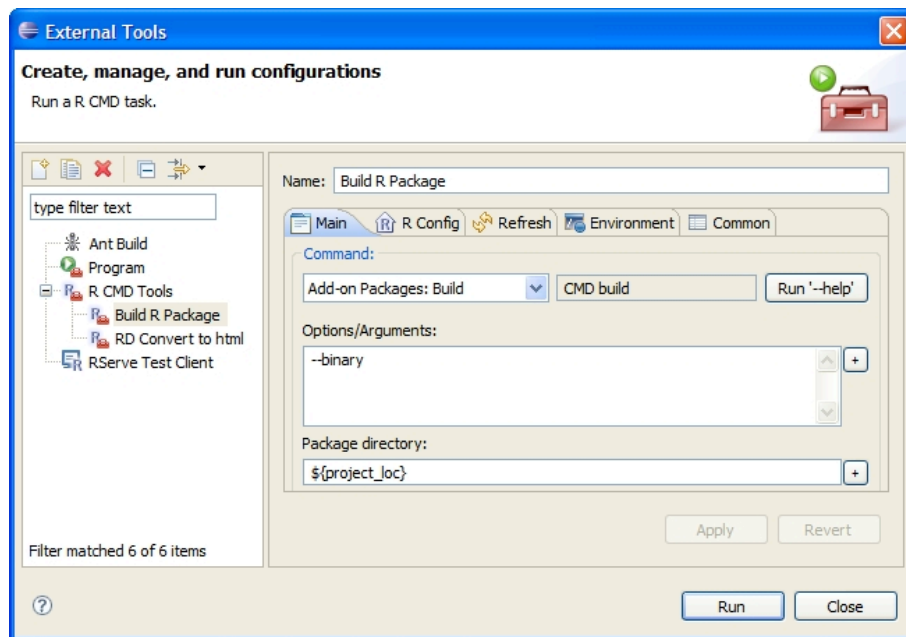 External Tools
Create, manage, and run configurations
Run a R CMD task.
type filter text
Ant Build
Program
R CMD Tools
Build R Package
RD Convert to html
RServe Test Client
Filter matched 6 of 6 items
Name: Build R Package
Main R Config Refresh Environment Common
Command:
Add-on Packages: Build CMD build Run '--help'
Options/Arguments:
--binary +
Package directory:
${project_loc} +
Apply Revert
? Run Close